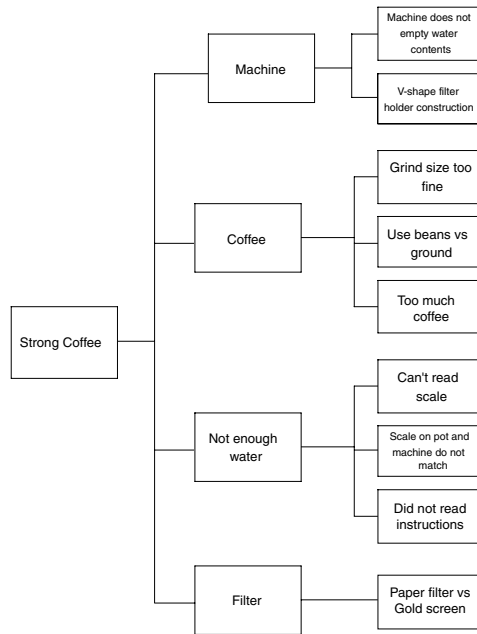 Machine does not
empty water
contents
Machine
V-shape filter
holder construction
Grind size too
fine
Coffee
Use beans vs
ground
Too much
coffee
Strong Coffee
Can't read
scale
Not enough
water
Scale on pot and
machine do not
match
Did not read
instructions
Filter
Paper filter vs
Gold screen